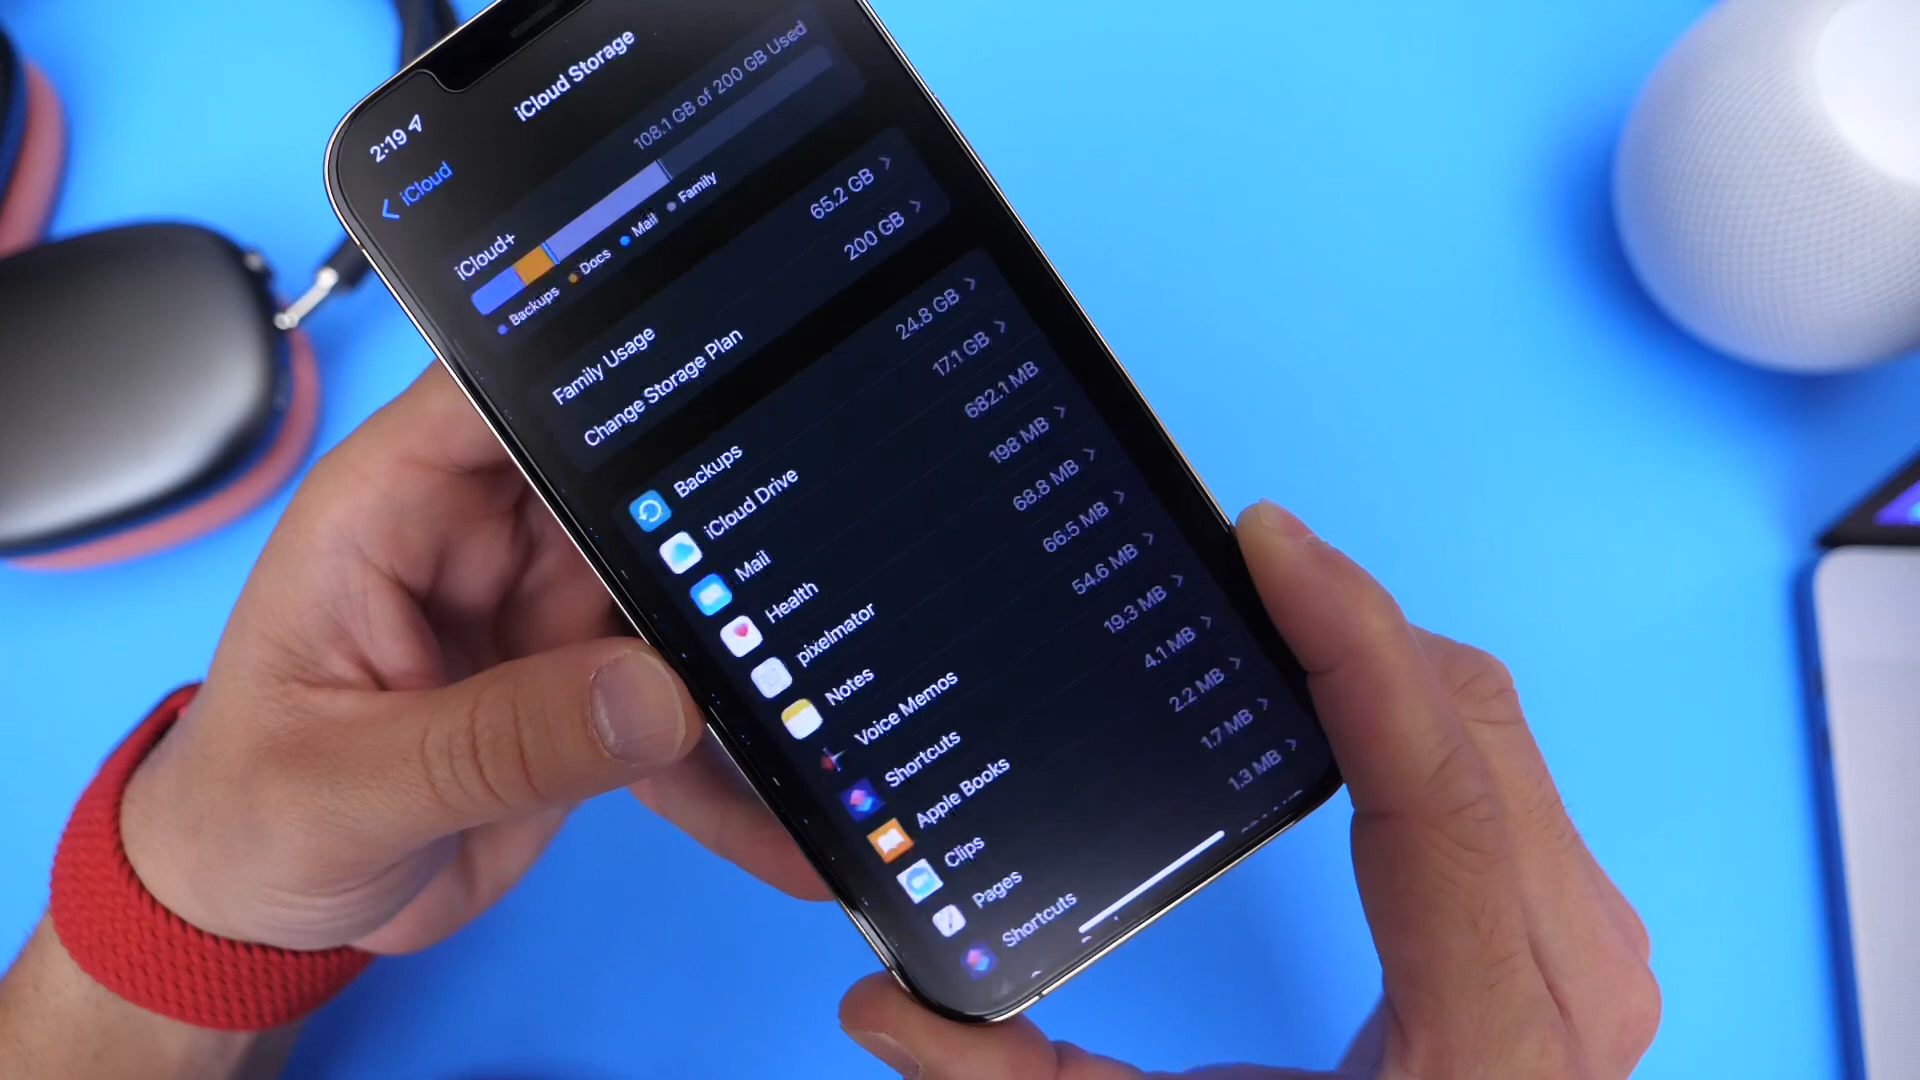 2:19
iCloud Storage
iCloud
iCloud+ 108.1 GB of 200 GB Used
Backups Docs Mail Family
Family Usage 65.2 GB
Change Storage Plan 200 GB
Backups 24.8 GB
iCloud Drive 17.1 GB
Mail 682.1 MB
Health 198 MB
pixelmator 68.8 MB
Notes 66.5 MB
Voice Memos 54.6 MB
Shortcuts 19.3 MB
Apple Books 4.1 MB
Clips 2.2 MB
Pages 1.7 MB
Shortcuts 1.3 MB